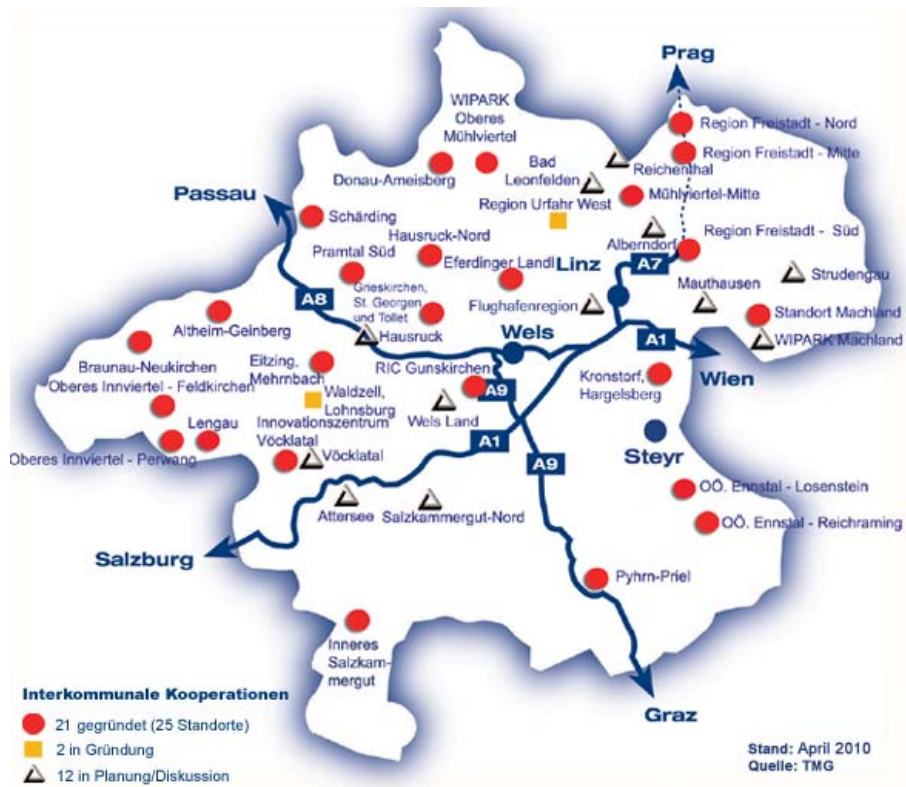 Prag
WIPARK
Oberes
Mühlviertel
Region Freistadt - Nord
Region Freistadt - Mitte
Donau-Ameisberg
Bad
Leonfelden
Reichenthal
Mühlviertel-Mitte
Passau
Region Urfahr West
Schärding
Hausruck-Nord
Alberndorf
Region Freistadt - Süd
Pramtal Süd
Eferdinger Landl
Linz
A7
Mauthausen
Strudengau
A8
Grieskirchen,
St. Georgen
und Tollet
Flughafenregion
Standort Machland
Altheim-Geinberg
Hausruck
Wels
A1
WIPARK Machland
Braunau-Neukirchen
Eitzing,
Mehrnbach
RIC Gunskirchen
Kronstorf,
Hargelsberg
Wien
Oberes Innviertel - Feldkirchen
Waldzell,
Lohnsburg
A9
Wels Land
Lengau
Innovationszentrum
Vöcklatal
Vöcklatal
A1
Steyr
Oberes Innviertel - Perwang
A9
OÖ. Ennstal - Losenstein
Attersee
Salzkammergut-Nord
OÖ. Ennstal - Reichraming
Salzburg
Pyhrn-Priel
Inneres
Salzkam-
mergut
Graz
Interkommunale Kooperationen
21 gegründet (25 Standorte)
2 in Gründung
12 in Planung/Diskussion
Stand: April 2010
Quelle: TMG